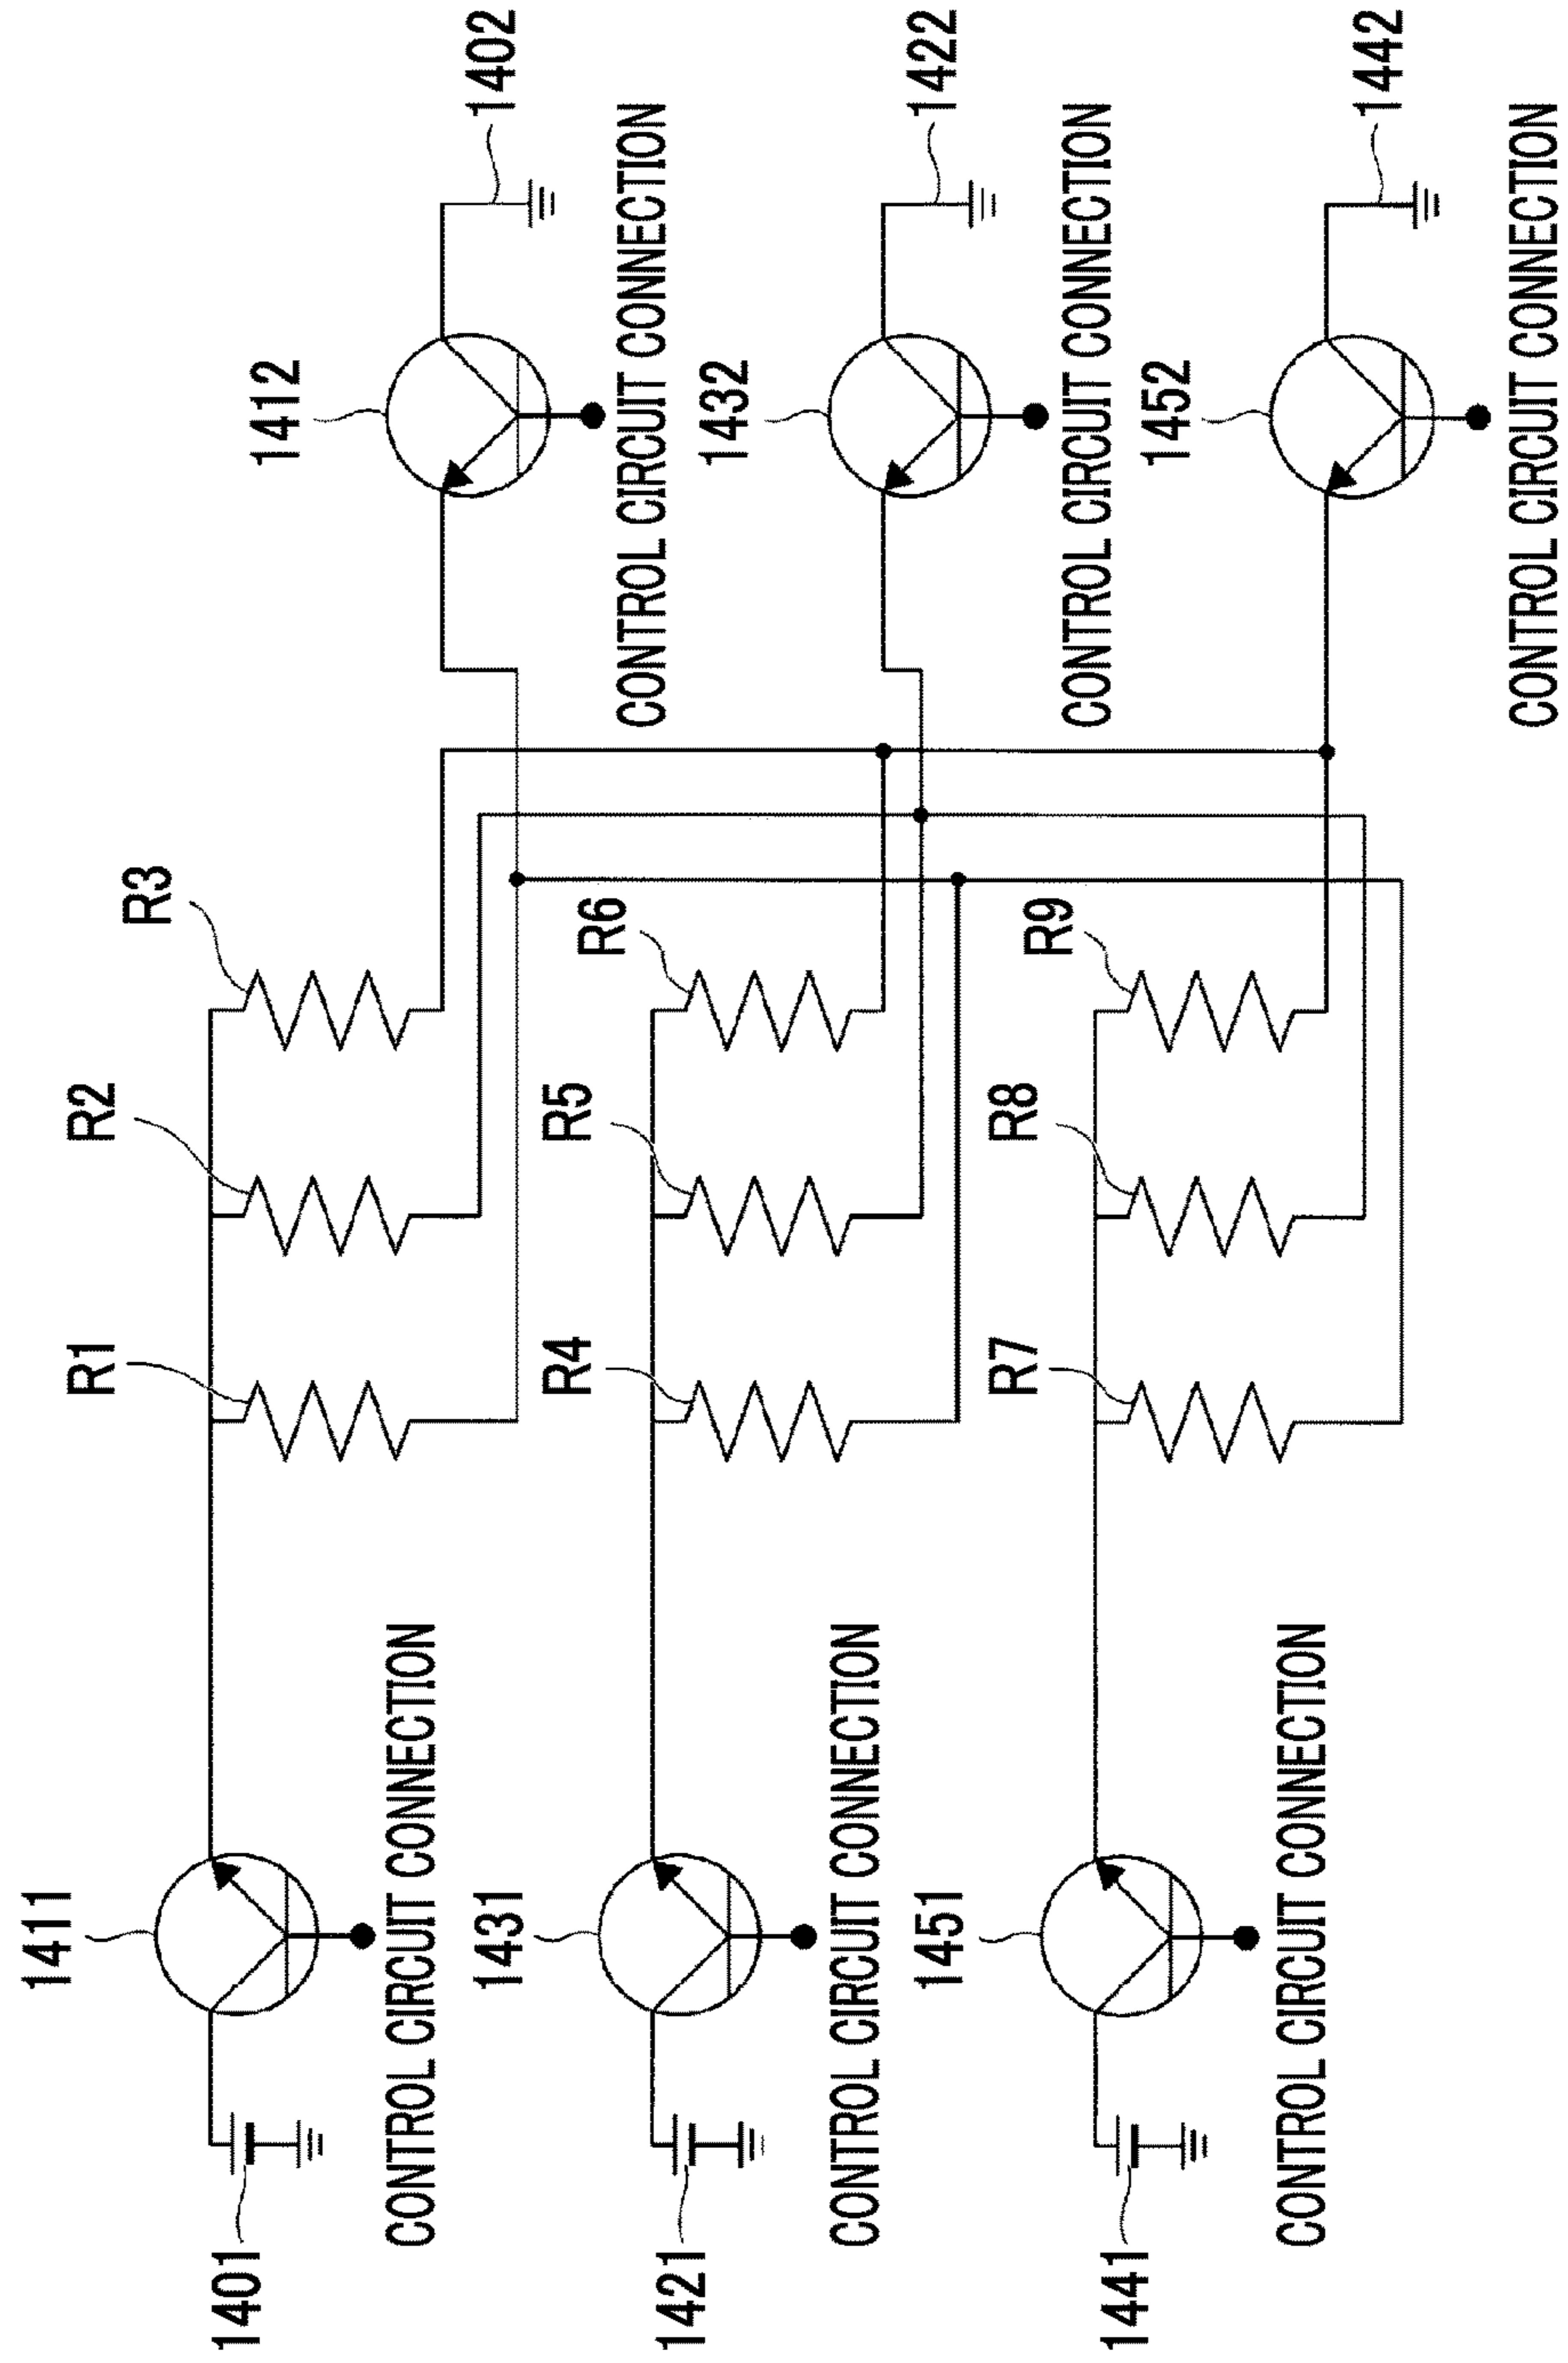 1411
R1
R2
R3
1401
1412
CONTROL CIRCUIT CONNECTION
1402
1431
R4
R5
R6
CONTROL CIRCUIT CONNECTION
1421
1432
CONTROL CIRCUIT CONNECTION
1422
1451
R7
R8
R9
CONTROL CIRCUIT CONNECTION
1441
1452
CONTROL CIRCUIT CONNECTION
1442
CONTROL CIRCUIT CONNECTION